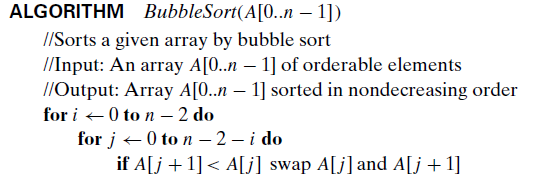 ALGORITHM BubbleSort(A[0..n − 1])
//Sorts a given array by bubble sort
//Input: An array A[0..n − 1] of orderable elements
//Output: Array A[0..n − 1] sorted in nondecreasing order
for i ← 0 to n − 2 do
for j ← 0 to n − 2 − i do
if A[j + 1] < A[j] swap A[j] and A[j + 1]